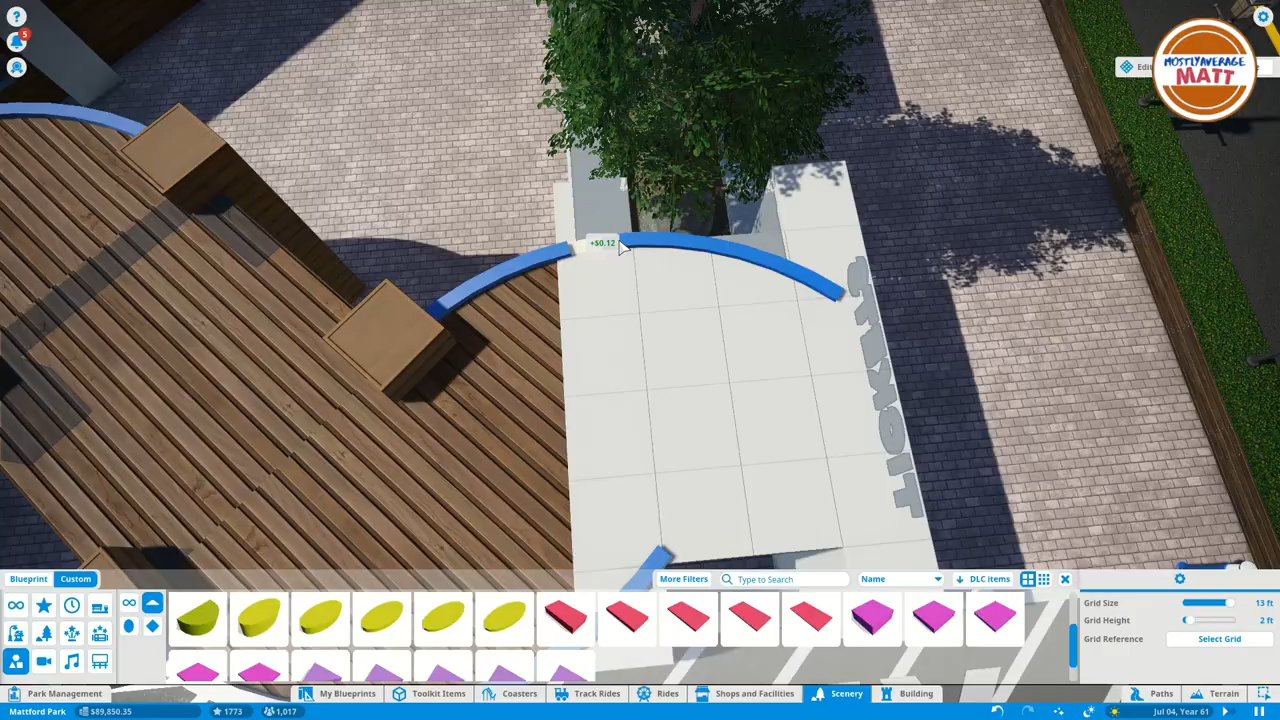 ?
5
MOSTLYAVERAGE
MATT
Edi
+$0.12
Blueprint
Custom
More Filters
Type to Search
Name
DLC items
Grid Size
13 ft
Grid Height
2 ft
Grid Reference
Select Grid
Park Management
My Blueprints
Toolkit Items
Coasters
Track Rides
Rides
Shops and Facilities
Scenery
Building
Paths
Terrain
Mattford Park
$89,850.35
1773
1,017
Jul 04, Year 61